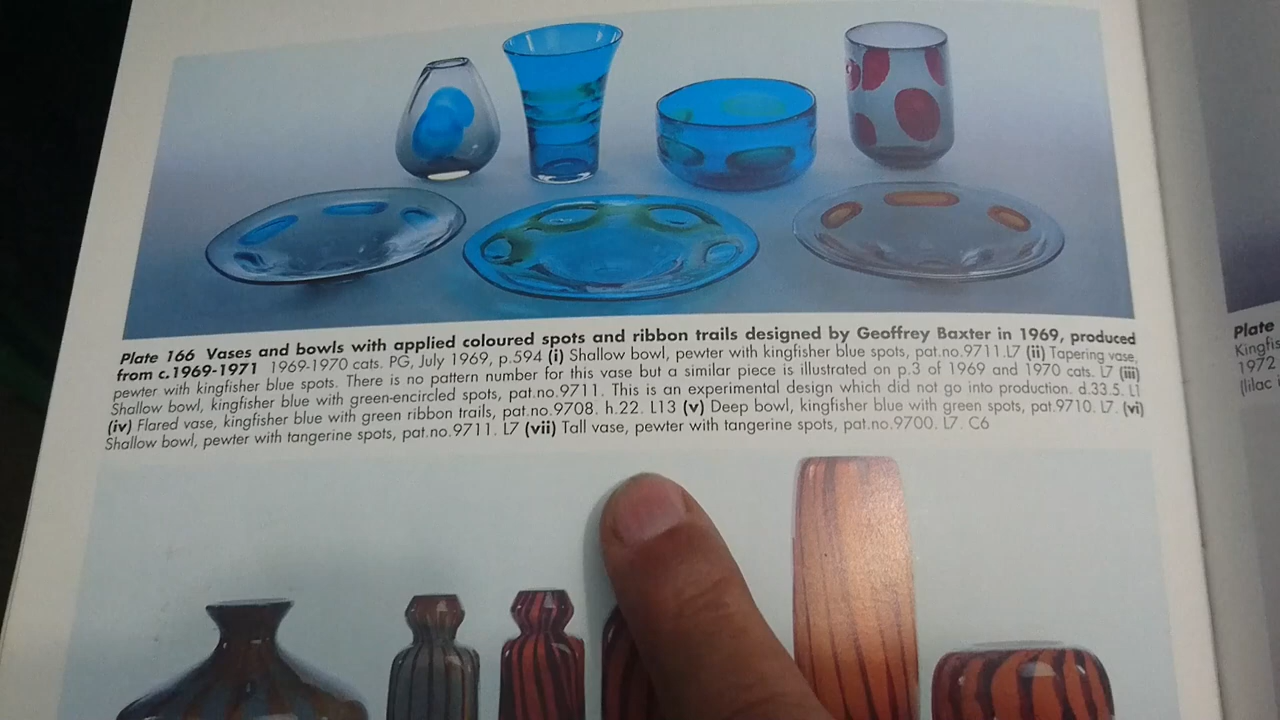 Plate 166 Vases and bowls with applied coloured spots and ribbon trails designed by Geoffrey Baxter in 1969, produced
from c.1969-1971 1969-1970 cats. PG, July 1969, p.594 (i) Shallow bowl, pewter with kingfisher blue spots, pat.no.9711.L7 (ii) Tapering vase,
pewter with kingfisher blue spots. There is no pattern number for this vase but a similar piece is illustrated on p.3 of 1969 and 1970 cats. L7 (iii)
Shallow bowl, kingfisher blue with green-encircled spots, pat.no.9711. This is an experimental design which did not go into production. d.33.5. L1
(iv) Flared vase, kingfisher blue with green ribbon trails, pat.no.9708. h.22. L13 (v) Deep bowl, kingfisher blue with green spots, pat.9710. L7. (vi)
Shallow bowl, pewter with tangerine spots, pat.no.9711. L7 (vii) Tall vase, pewter with tangerine spots, pat.no.9700. L7. C6
Plate
Kingfis
1972
(lilac